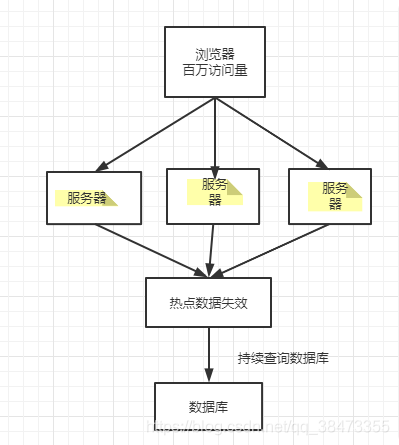 浏览器
百万访问量
服务器
服务
器
服务
器
热点数据失效
持续查询数据库
数据库
https://blog.csdn.net/qq_38473355